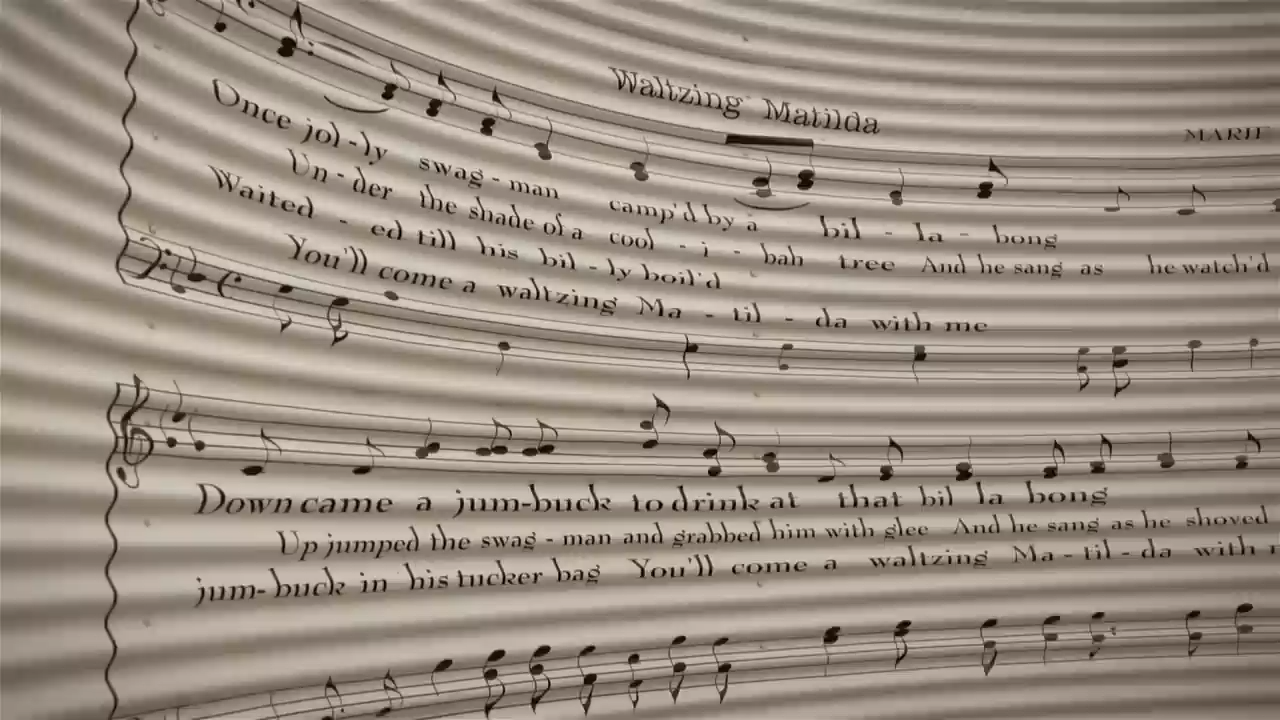 Waltzing Matilda
MARIE
Once jol-ly swag-man camp'd by a bil-la-bong
Un-der the shade of a cool-i-bah tree And he sang as he watch'd
Waited-ed till his bil-ly boil'd
You'll come a waltzing Ma-til-da with me
Down came a jum-buck to drink at that bil la bong
Up jumped the swag-man and grabbed him with glee And he sang as he shoved
jum-buck in his tucker bag You'll come a waltzing Ma-til-da with